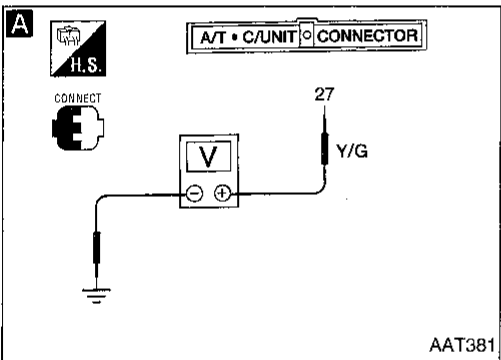 A
H.S.
A/T • C/UNIT CONNECTOR
CONNECT
27
Y/G
V
− +
AAT381